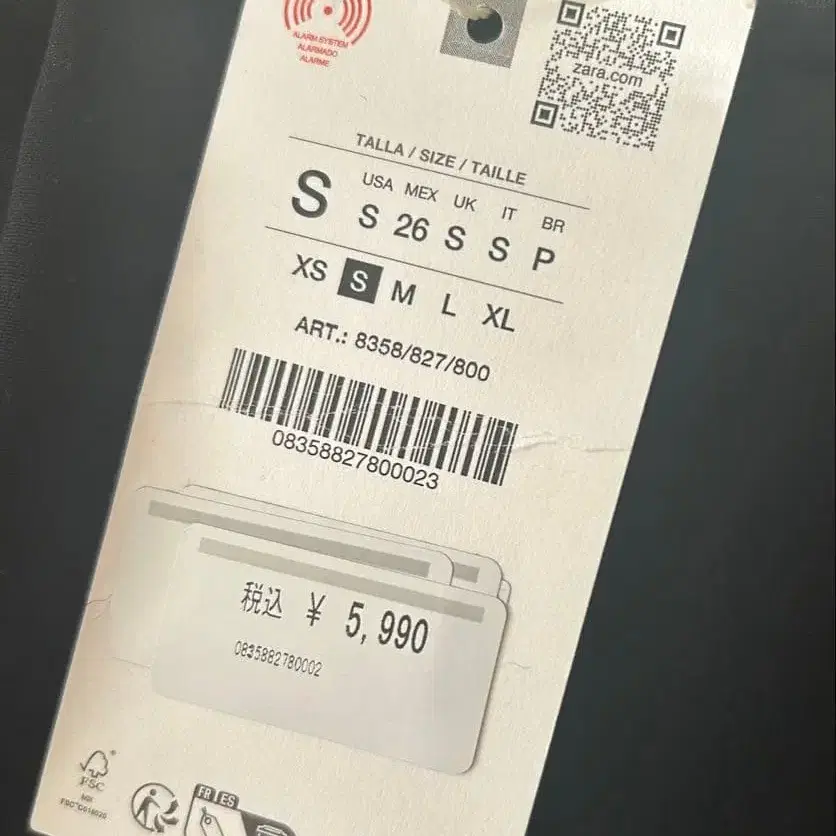 ALARM SYSTEM
ALARMADO
ALARME
zara.com
TALLA / SIZE / TAILLE
USA MEX UK IT BR
S S 26 S S P
XS S M L XL
ART.: 8358/827/800
08358827800023
税込 ¥ 5,990
0835882780002
FSC
MIX
FR ES